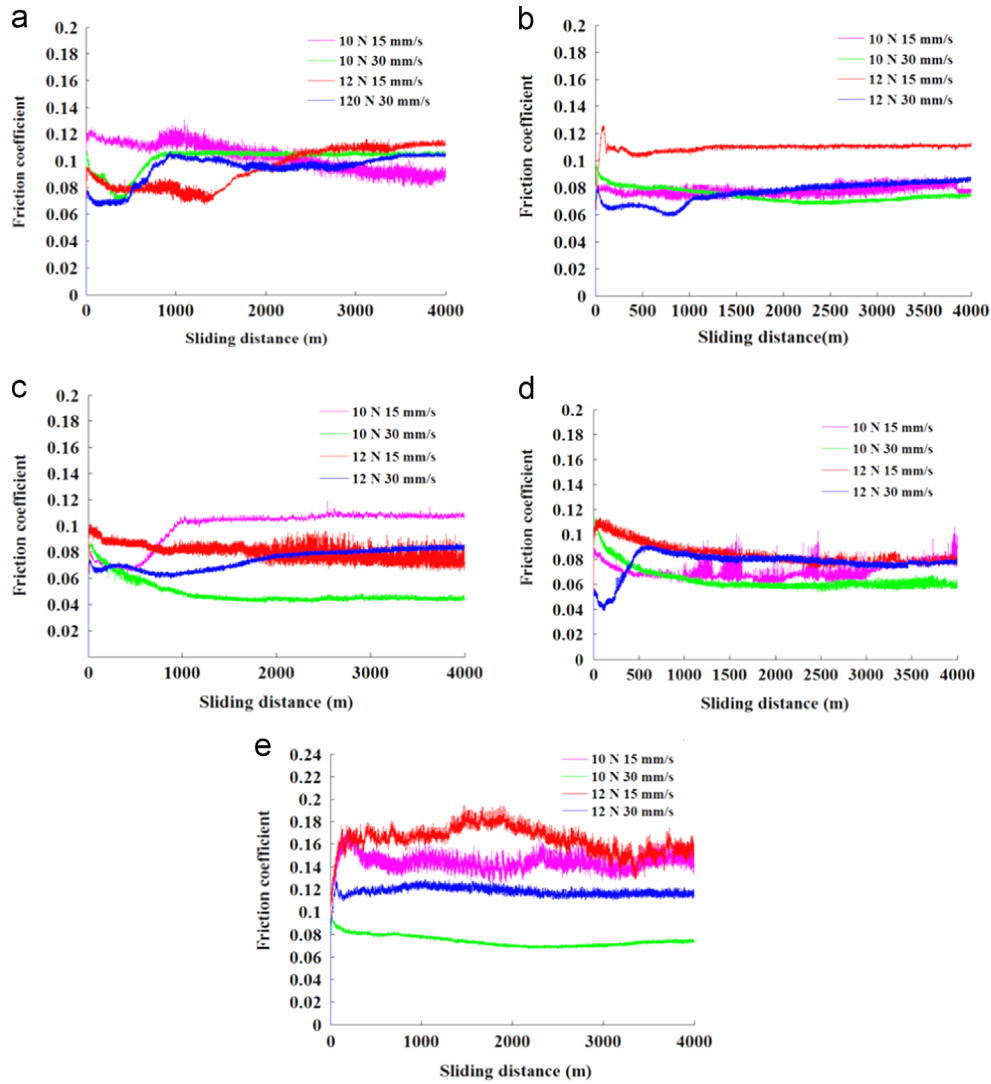 a
0.2
0.18
0.16
0.14
0.12
0.1
0.08
0.06
0.04
0.02
0
Friction coefficient
10 N 15 mm/s
10 N 30 mm/s
12 N 15 mm/s
120 N 30 mm/s
0 1000 2000 3000 4000
Sliding distance (m)
b
0.2
0.18
0.16
0.14
0.12
0.1
0.08
0.06
0.04
0.02
0
Friction coefficient
10 N 15 mm/s
10 N 30 mm/s
12 N 15 mm/s
12 N 30 mm/s
0 500 1000 1500 2000 2500 3000 3500 4000
Sliding distance(m)
c
0.2
0.18
0.16
0.14
0.12
0.1
0.08
0.06
0.04
0.02
Friction coefficient
10 N 15 mm/s
10 N 30 mm/s
12 N 15 mm/s
12 N 30 mm/s
0 1000 2000 3000 4000
Sliding distance (m)
d
0.2
0.18
0.16
0.14
0.12
0.1
0.08
0.06
0.04
0.02
0
Friction coefficient
10 N 15 mm/s
10 N 30 mm/s
12 N 15 mm/s
12 N 30 mm/s
0 500 1000 1500 2000 2500 3000 3500 4000
Sliding distance (m)
e
0.24
0.22
0.2
0.18
0.16
0.14
0.12
0.1
0.08
0.06
0.04
0.02
0
Friction coefficient
10 N 15 mm/s
10 N 30 mm/s
12 N 15 mm/s
12 N 30 mm/s
0 1000 2000 3000 4000
Sliding distance (m)